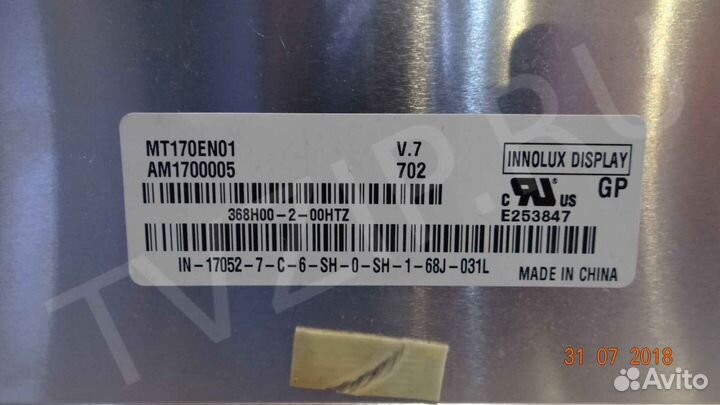 MT170EN01 V.7
AM1700005 702
INNOLUX DISPLAY
GP
368H00-2-00HTZ
C RU US
E253847
IN-17052-7-C-6-SH-0-SH-1-68J-031L
MADE IN CHINA
TVZIP.RU
31 07 2018
Avito